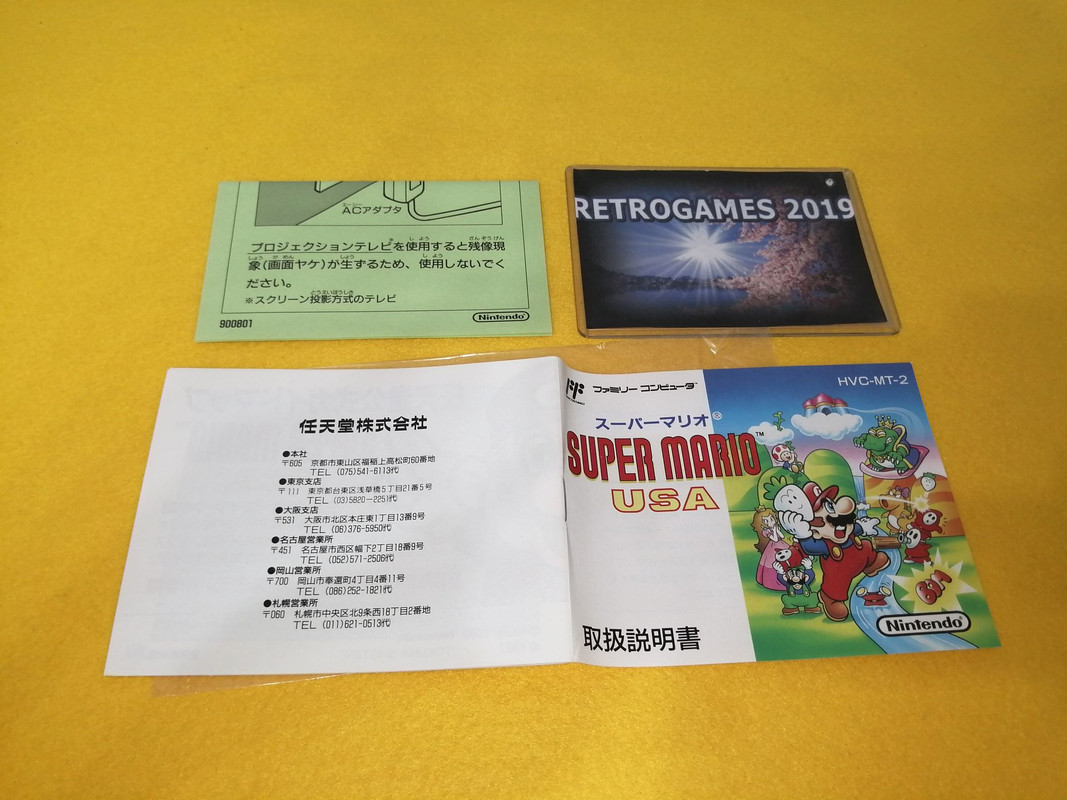 ACアダプタ
エーシー
プロジェクションテレビを使用すると残像現
象(画面ヤケ)が生ずるため、使用しないでく
ださい。
※スクリーン投影方式のテレビ
900801
Nintendo
RETROGAMES 2019
任天堂株式会社
●本社
〒605 京都市東山区福稲上高松町60番地
TEL (075)541-6113代
●東京支店
〒111 東京都台東区浅草橋5丁目21番5号
TEL (03)5820-2251代
●大阪支店
〒531 大阪市北区本庄東1丁目13番9号
TEL (06)376-5950代
●名古屋営業所
〒451 名古屋市西区幅下2丁目18番9号
TEL (052)571-2506代
●岡山営業所
〒700 岡山市奉還町4丁目4番11号
TEL (086)252-1821代
●札幌営業所
〒060 札幌市中央区北9条西18丁目2番地
TEL (011)621-0513代
ファミリー コンピュータ™
HVC-MT-2
スーパーマリオ®
SUPER MARIO™
USA
取扱説明書
Nintendo®